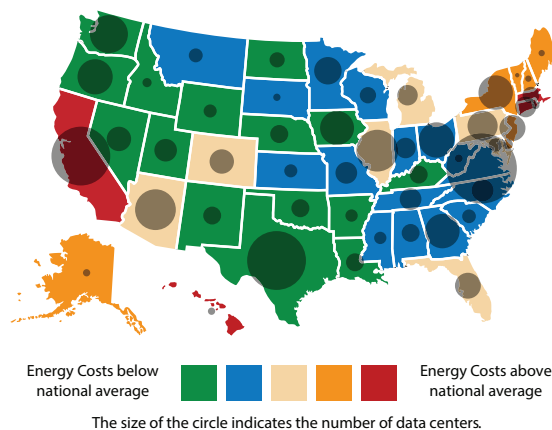 Energy Costs below
national average
Energy Costs above
national average
The size of the circle indicates the number of data centers.